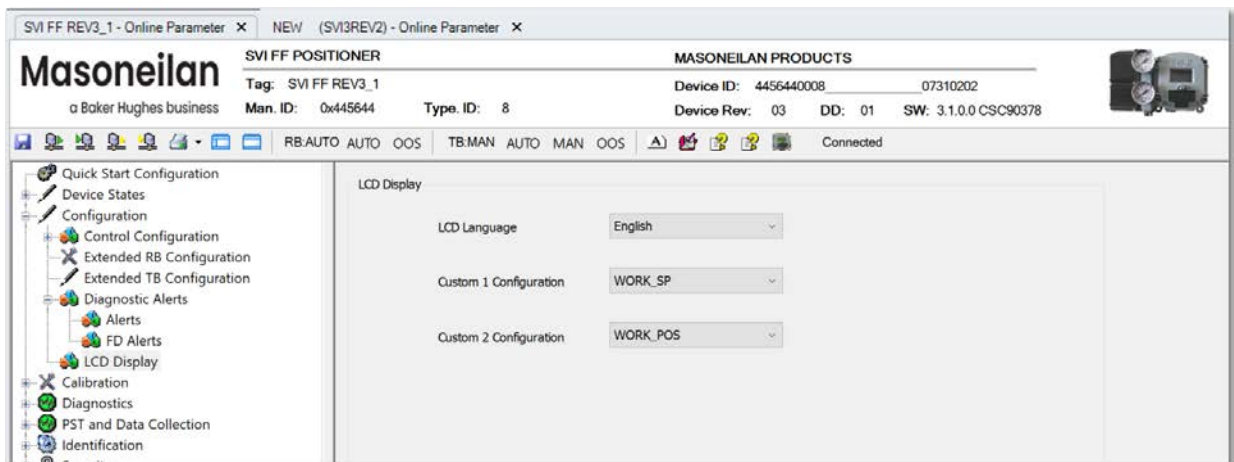 SVI FF REV3_1 - Online Parameter X NEW (SVI3REV2) - Online Parameter X
Masoneilan
a Baker Hughes business
SVI FF POSITIONER
Tag: SVI FF REV3_1
Man. ID: 0x445644 Type. ID: 8
MASONEILAN PRODUCTS
Device ID: 4456440008______07310202
Device Rev: 03 DD: 01 SW: 3.1.0.0 CSC90378
RB:AUTO AUTO OOS TB:MAN AUTO MAN OOS A) Connected
Quick Start Configuration
Device States
Configuration
Control Configuration
Extended RB Configuration
Extended TB Configuration
Diagnostic Alerts
Alerts
FD Alerts
LCD Display
Calibration
Diagnostics
PST and Data Collection
Identification
LCD Display
LCD Language English
Custom 1 Configuration WORK_SP
Custom 2 Configuration WORK_POS